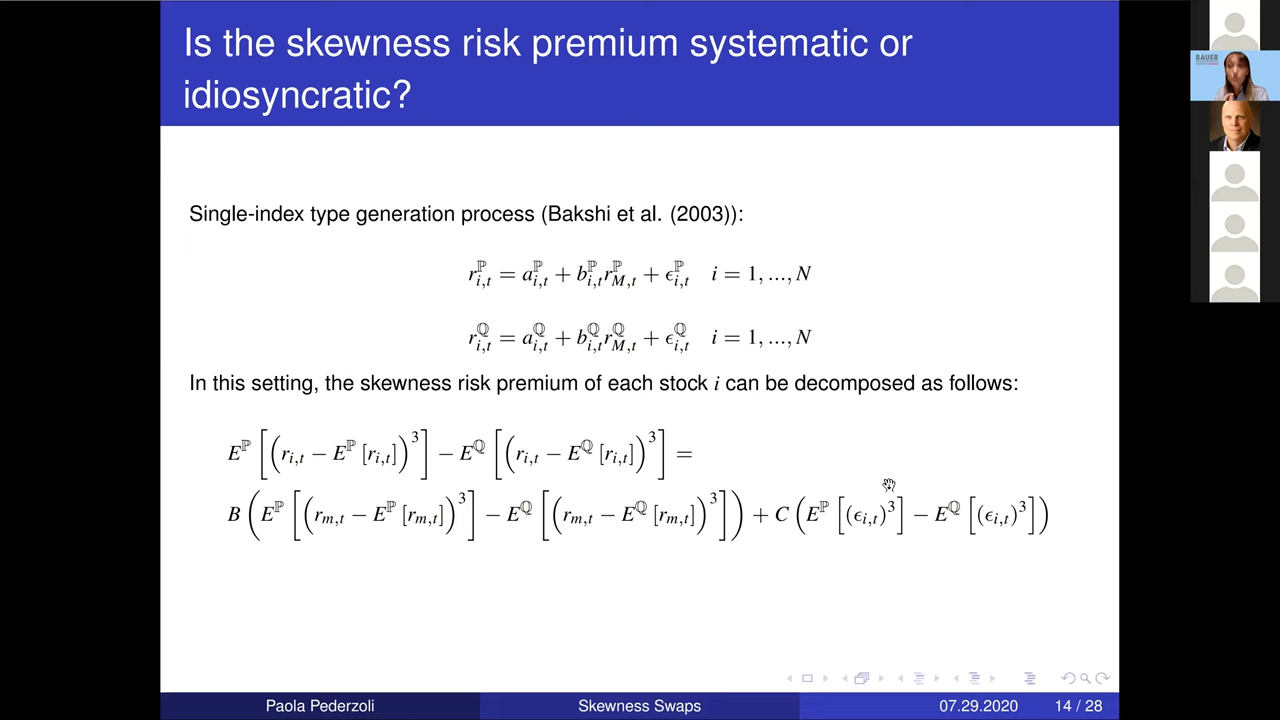 Is the skewness risk premium systematic or
idiosyncratic?
BAUER
Single-index type generation process (Bakshi et al. (2003)):
r^ℙ_{i,t} = a^ℙ_{i,t} + b^ℙ_{i,t} r^ℙ_{M,t} + ϵ^ℙ_{i,t} i = 1, ..., N
r^ℚ_{i,t} = a^ℚ_{i,t} + b^ℚ_{i,t} r^ℚ_{M,t} + ϵ^ℚ_{i,t} i = 1, ..., N
In this setting, the skewness risk premium of each stock i can be decomposed as follows:
E^ℙ [(r_{i,t} − E^ℙ [r_{i,t}])^3] − E^ℚ [(r_{i,t} − E^ℚ [r_{i,t}])^3] =
B (E^ℙ [(r_{m,t} − E^ℙ [r_{m,t}])^3] − E^ℚ [(r_{m,t} − E^ℚ [r_{m,t}])^3]) + C (E^ℙ [(ϵ_{i,t})^3] − E^ℚ [(ϵ_{i,t})^3])
Paola Pederzoli Skewness Swaps 07.29.2020 14 / 28